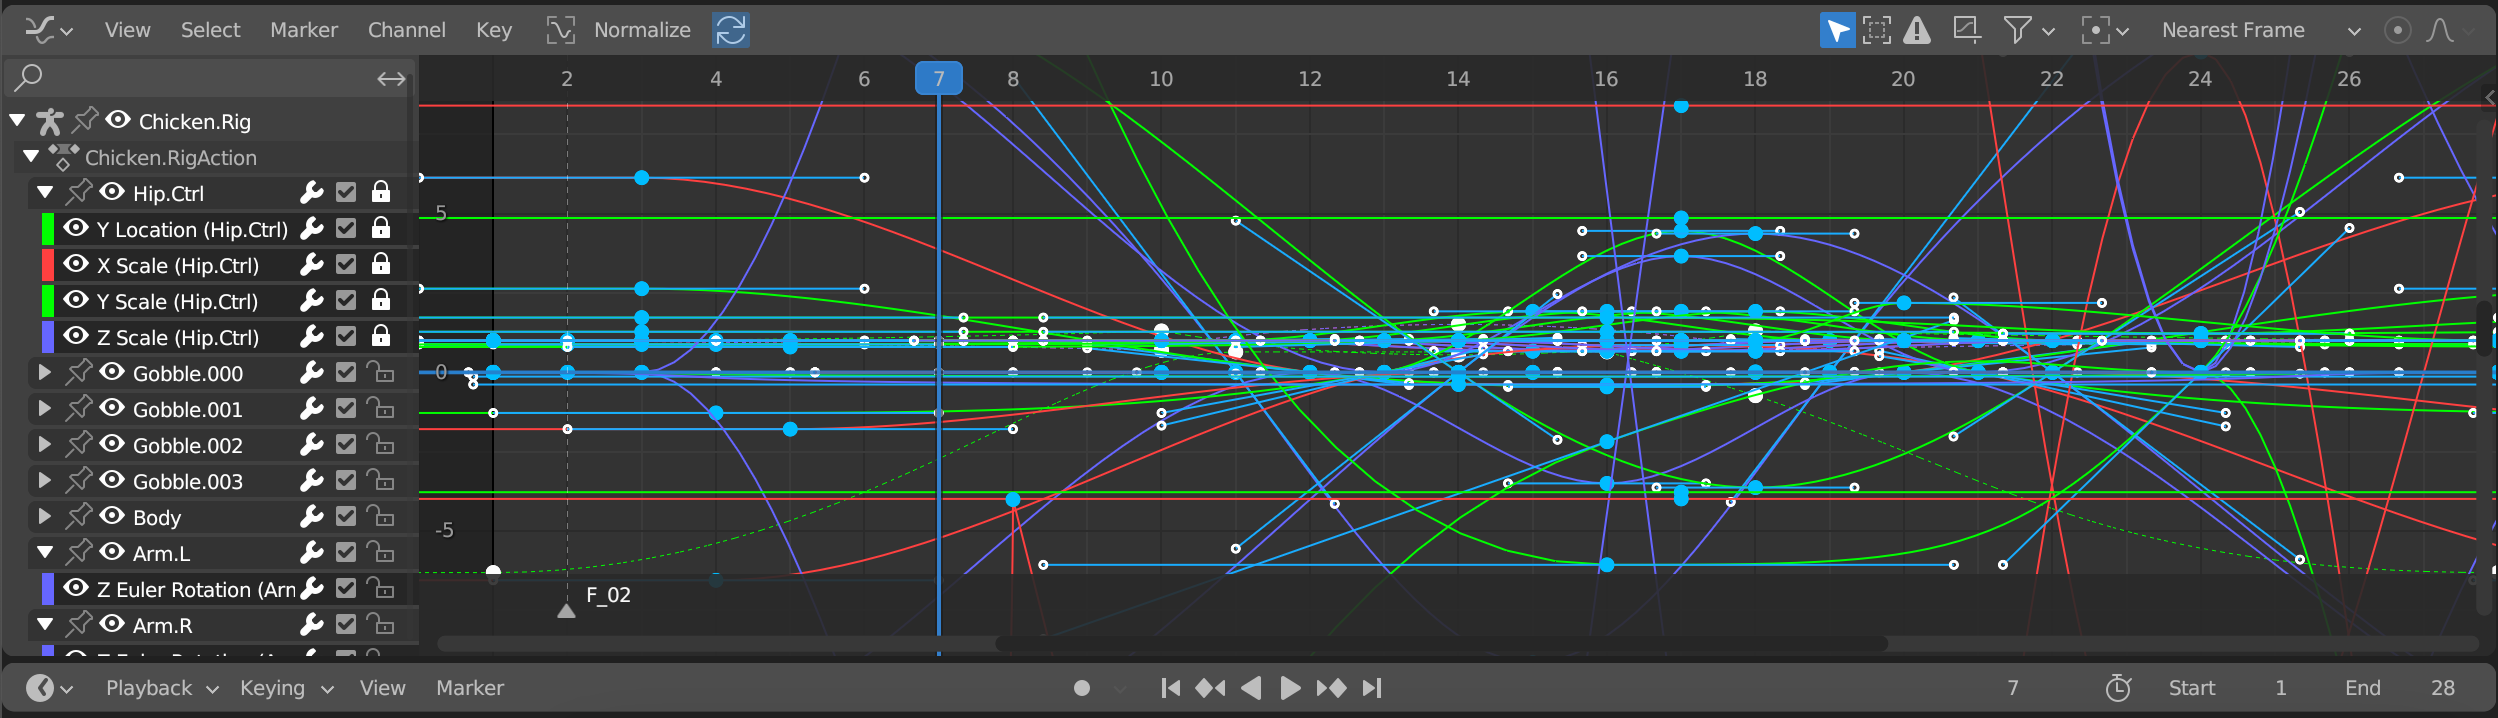 View Select Marker Channel Key Normalize Nearest Frame
2 4 6 7 8 10 12 14 16 18 20 22 24 26
Chicken.Rig
Chicken.RigAction
Hip.Ctrl
Y Location (Hip.Ctrl)
X Scale (Hip.Ctrl)
Y Scale (Hip.Ctrl)
Z Scale (Hip.Ctrl)
Gobble.000
Gobble.001
Gobble.002
Gobble.003
Body
Arm.L
Z Euler Rotation (Arn
Arm.R
5
0
-5
F_02
Playback Keying View Marker 7 Start 1 End 28